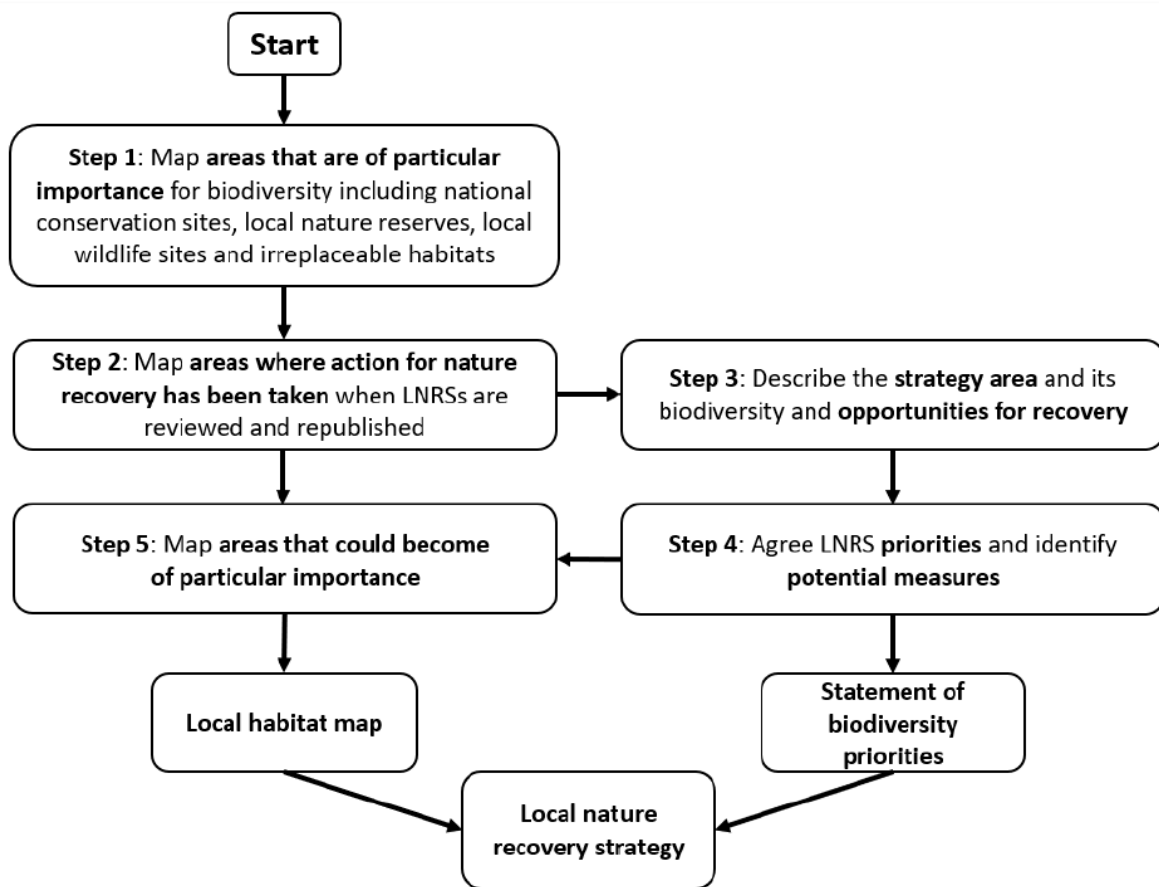 Start
Step 1: Map areas that are of particular
importance for biodiversity including national
conservation sites, local nature reserves, local
wildlife sites and irreplaceable habitats
Step 2: Map areas where action for nature
recovery has been taken when LNRSs are
reviewed and republished
Step 3: Describe the strategy area and its
biodiversity and opportunities for recovery
Step 4: Agree LNRS priorities and identify
potential measures
Step 5: Map areas that could become
of particular importance
Local habitat map
Statement of
biodiversity
priorities
Local nature
recovery strategy